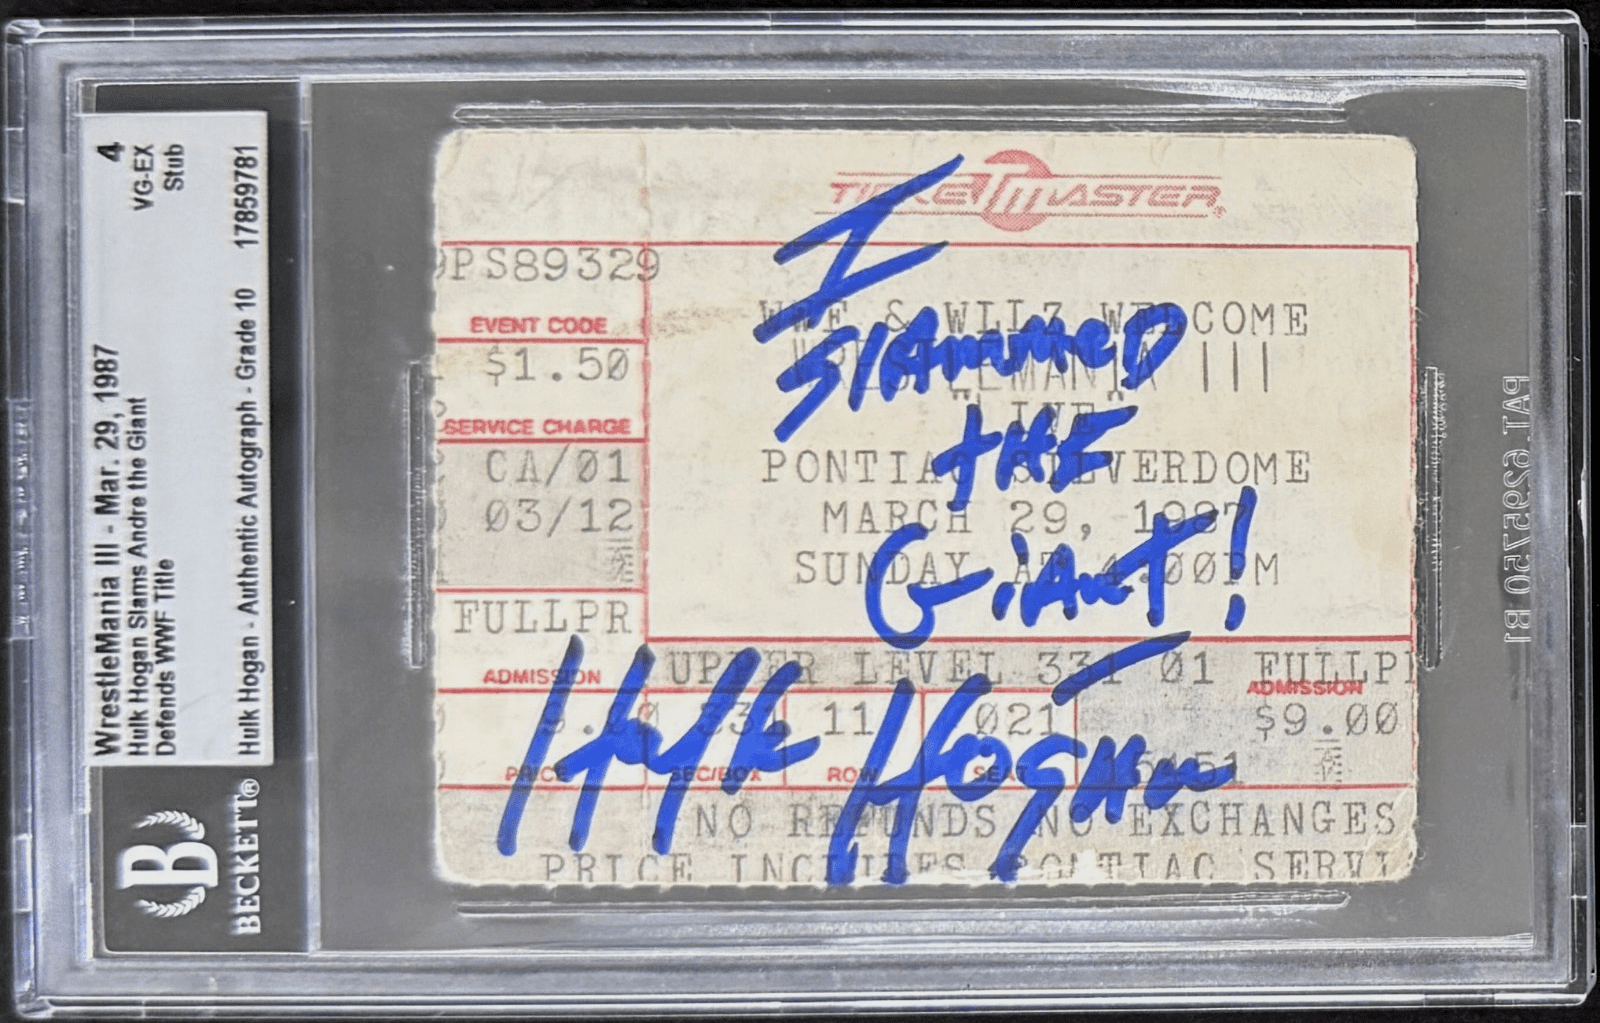 WrestleMania III - Mar. 29, 1987
4
Hulk Hogan Slams Andre the Giant
VG-EX
Defends WWF Title
Stub
Hulk Hogan - Authentic Autograph - Grade 10
17859781
B
BECKETT®
TICKETMASTER®
9PS89329
EVENT CODE
$1.50
SERVICE CHARGE
CA/01
03/12
FULLPR
ADMISSION
9.00
PRICE
WWF & WLLZ WELCOME
WRESTLEMANIA III
"LIVE"
PONTIAC SILVERDOME
MARCH 29, 1987
SUNDAY AT 4.00PM
UPPER LEVEL 331 01 FULLPR
ADMISSION
331 11 021 $9.00
SEC/BOX ROW SEAT
NO REFUNDS NO EXCHANGES
PRICE INCLUDES PONTIAC SERVI
I
SLAMMED
THE
GIANT!
Hulk Hogan